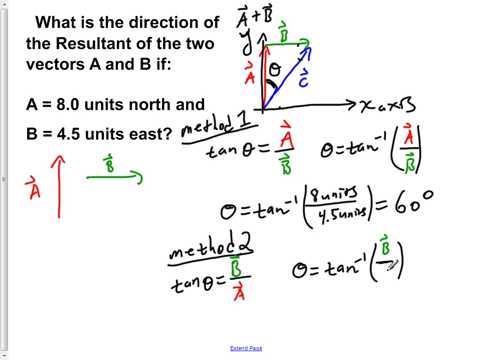 What is the direction of
the Resultant of the two
vectors A and B if:
A = 8.0 units north and
B = 4.5 units east?
A⃗
B⃗
A⃗ + B⃗
y
B⃗
A⃗
θ
C⃗
x axis
method 1
tan θ = A⃗/B⃗ θ = tan⁻¹(A⃗/B⃗)
θ = tan⁻¹(8 units/4.5 units) = 60°
method 2
tan θ = B⃗/A⃗ θ = tan⁻¹(B⃗/
Extend Page